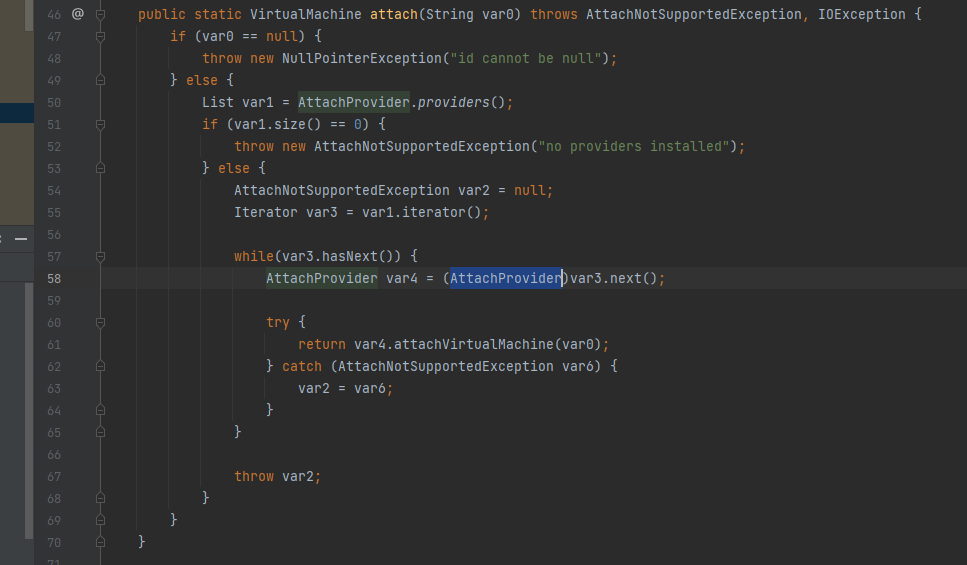 46 @ public static VirtualMachine attach(String var0) throws AttachNotSupportedException, IOException {
47 if (var0 == null) {
48 throw new NullPointerException("id cannot be null");
49 } else {
50 List var1 = AttachProvider.providers();
51 if (var1.size() == 0) {
52 throw new AttachNotSupportedException("no providers installed");
53 } else {
54 AttachNotSupportedException var2 = null;
55 Iterator var3 = var1.iterator();
56
57 while(var3.hasNext()) {
58 AttachProvider var4 = (AttachProvider)var3.next();
59
60 try {
61 return var4.attachVirtualMachine(var0);
62 } catch (AttachNotSupportedException var6) {
63 var2 = var6;
64 }
65 }
66
67 throw var2;
68 }
69 }
70 }
71